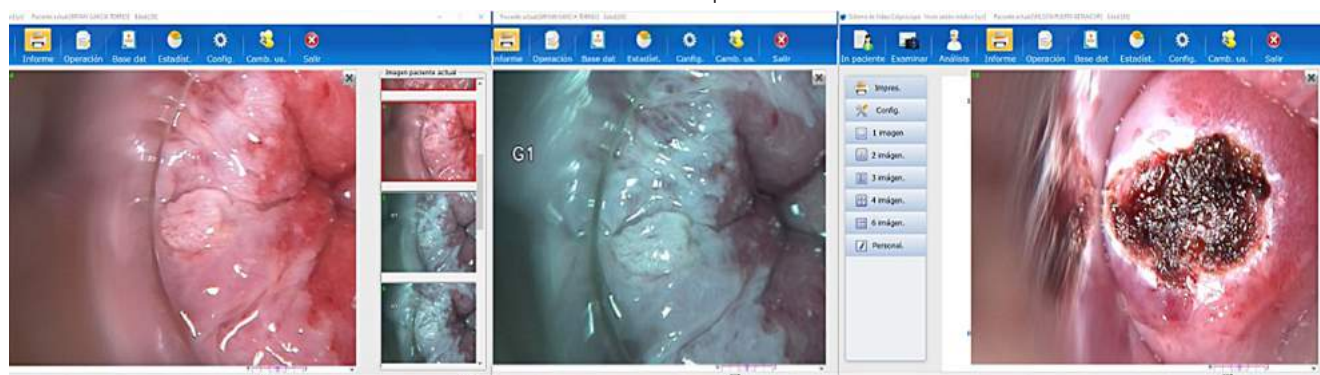 Informe Operación Base dat Estadíst. Config. Camb. us. Salir
Imagen paciente actual
Informe Operación Base dat Estadíst. Config. Camb. us. Salir
G1
In paciente Examinar Análisis Informe Operación Base dat Estadíst. Config. Camb. us. Salir
Impres.
Config.
1 imagen
2 imágen.
3 imágen.
4 imágen.
6 imágen.
Personal.